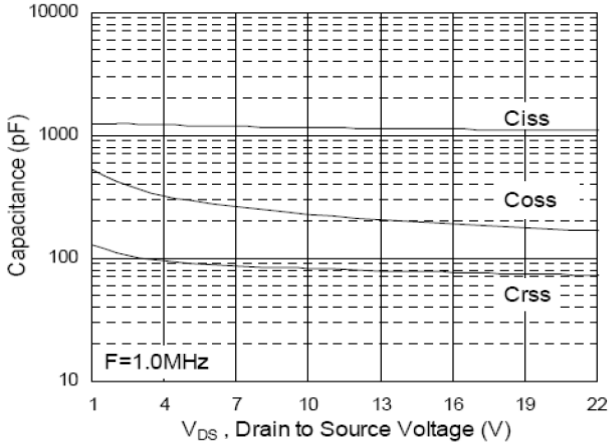 10000
1000
100
10
Capacitance (pF)
Ciss
Coss
Crss
F=1.0MHz
1 4 7 10 13 16 19 22
VDS , Drain to Source Voltage (V)